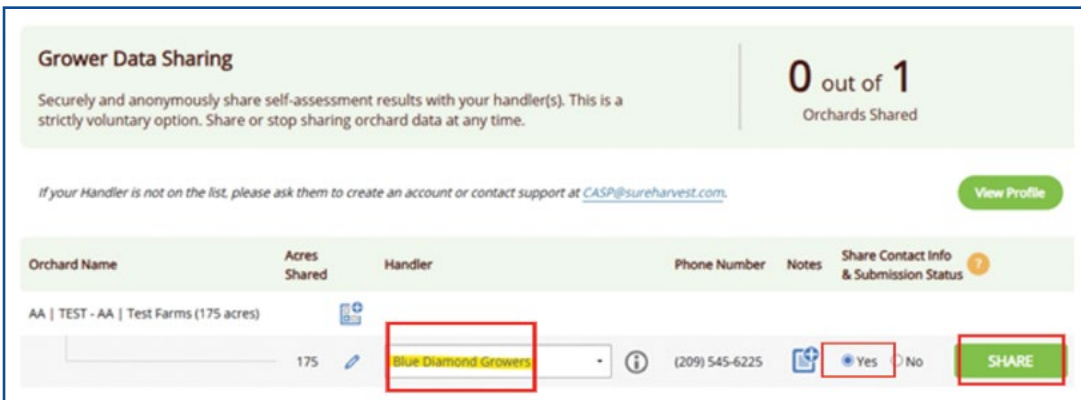 Grower Data Sharing
Securely and anonymously share self-assessment results with your handler(s). This is a
strictly voluntary option. Share or stop sharing orchard data at any time.
0 out of 1
Orchards Shared
If your Handler is not on the list, please ask them to create an account or contact support at CASP@sureharvest.com.
View Profile
Orchard Name
Acres
Shared
Handler
Phone Number
Notes
Share Contact Info
& Submission Status
?
AA | TEST - AA | Test Farms (175 acres)
175 Blue Diamond Growers (209) 545-6225 Yes No SHARE